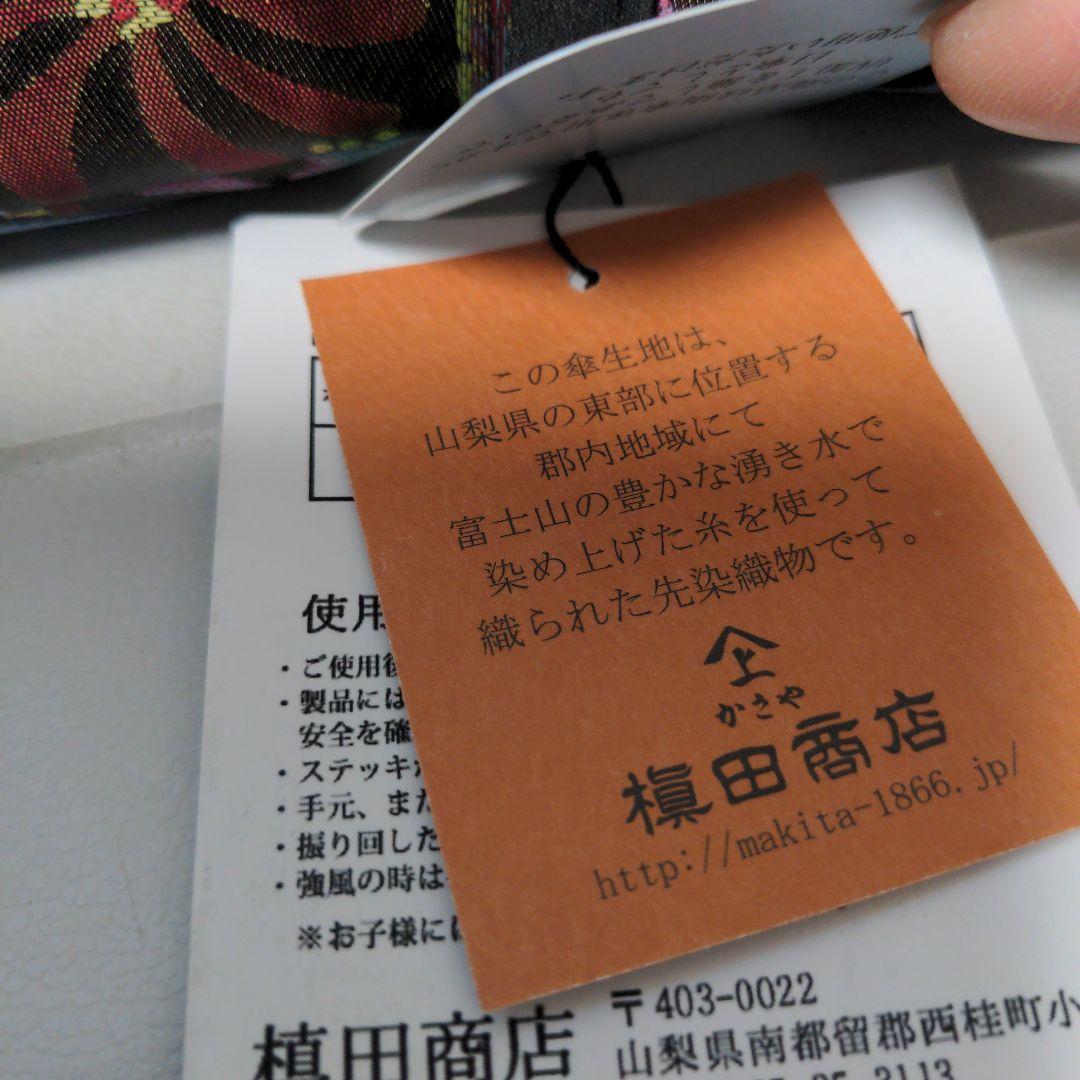 この傘生地は、
山梨県の東部に位置する
郡内地域にて
富士山の豊かな湧き水で
染め上げた糸を使って
織られた先染織物です。
かさや
槙田商店
http://makita-1866.jp/
使用
・ご使用後
・製品には
安全を確
・ステッキ
・手元、また
・振り回した
・強風の時は
※お子様には
槙田商店
〒403-0022
山梨県南都留郡西桂町小
25-3113